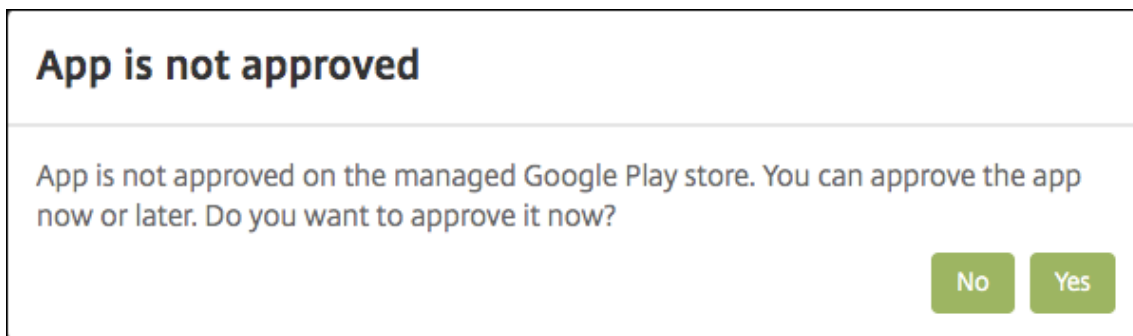 App is not approved
App is not approved on the managed Google Play store. You can approve the app
now or later. Do you want to approve it now?
No Yes